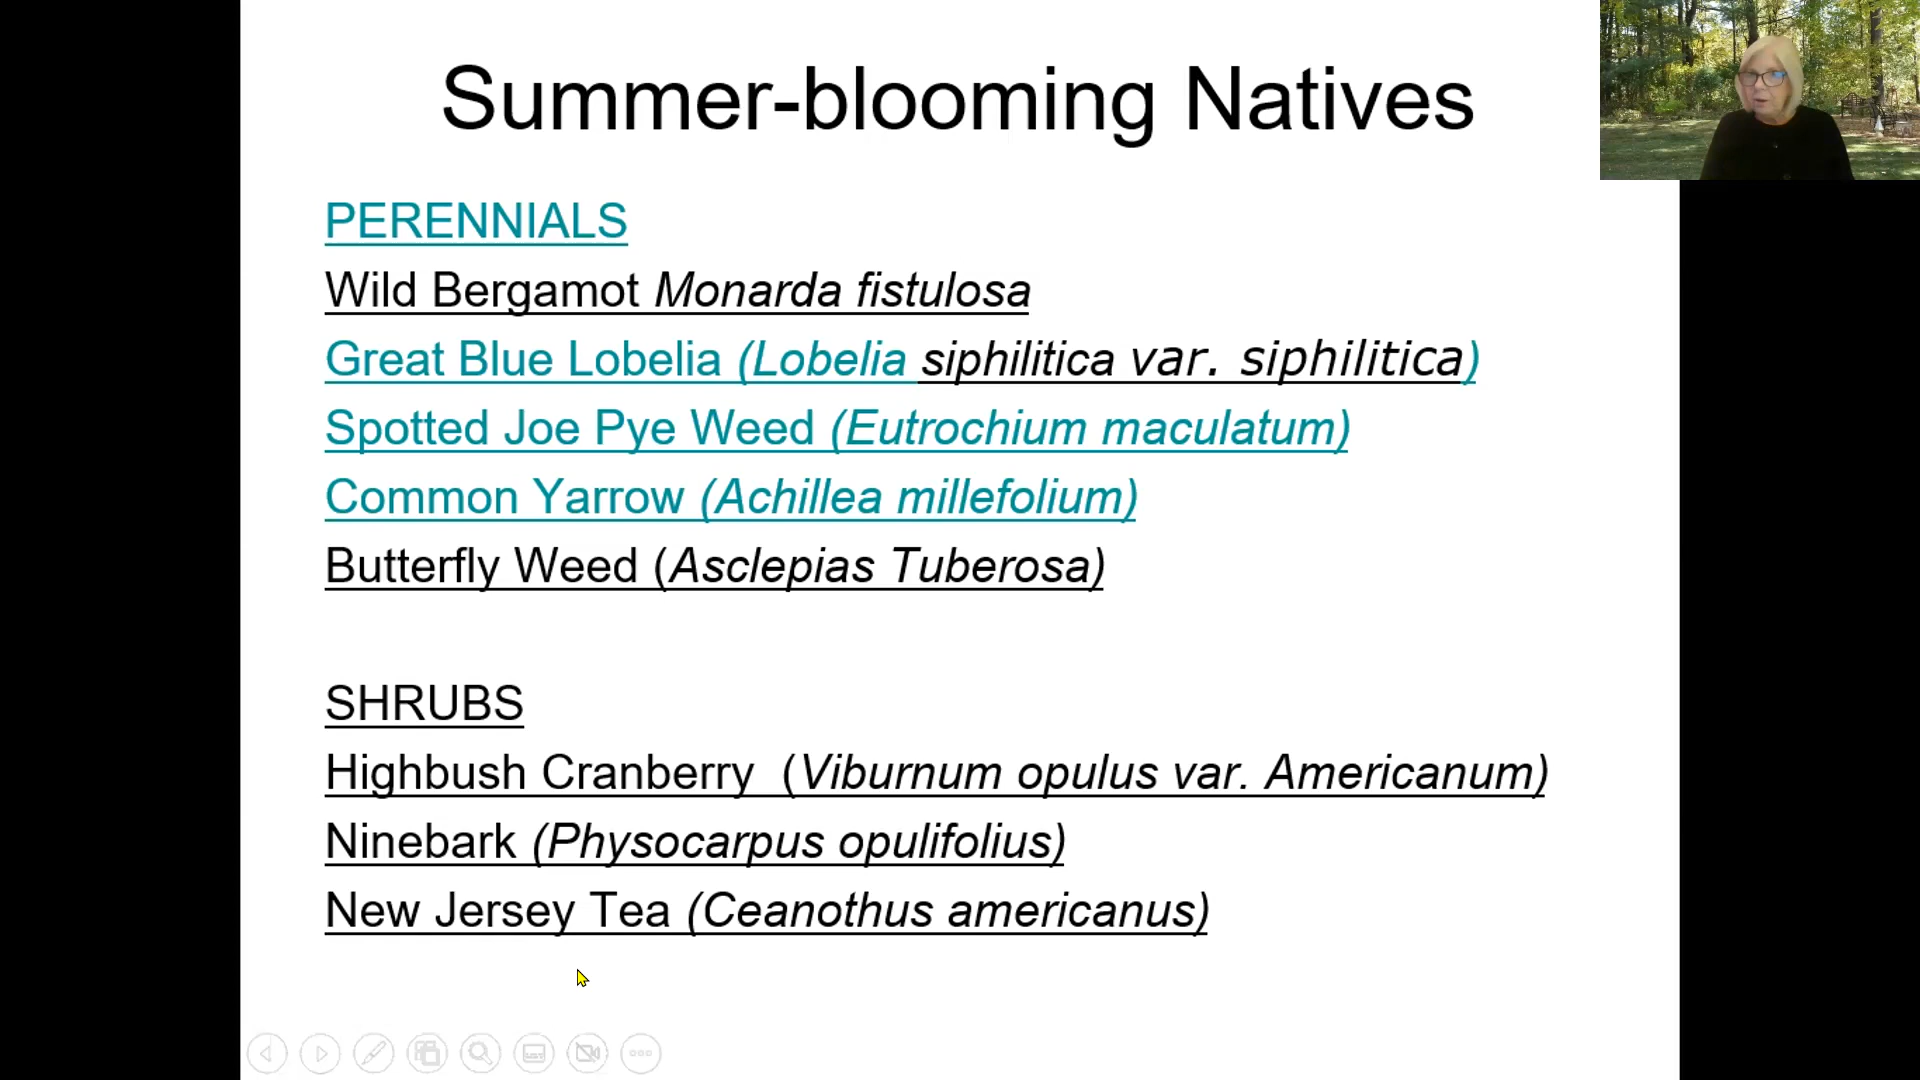 Summer-blooming Natives
PERENNIALS
Wild Bergamot Monarda fistulosa
Great Blue Lobelia (Lobelia siphilitica var. siphilitica)
Spotted Joe Pye Weed (Eutrochium maculatum)
Common Yarrow (Achillea millefolium)
Butterfly Weed (Asclepias Tuberosa)
SHRUBS
Highbush Cranberry (Viburnum opulus var. Americanum)
Ninebark (Physocarpus opulifolius)
New Jersey Tea (Ceanothus americanus)